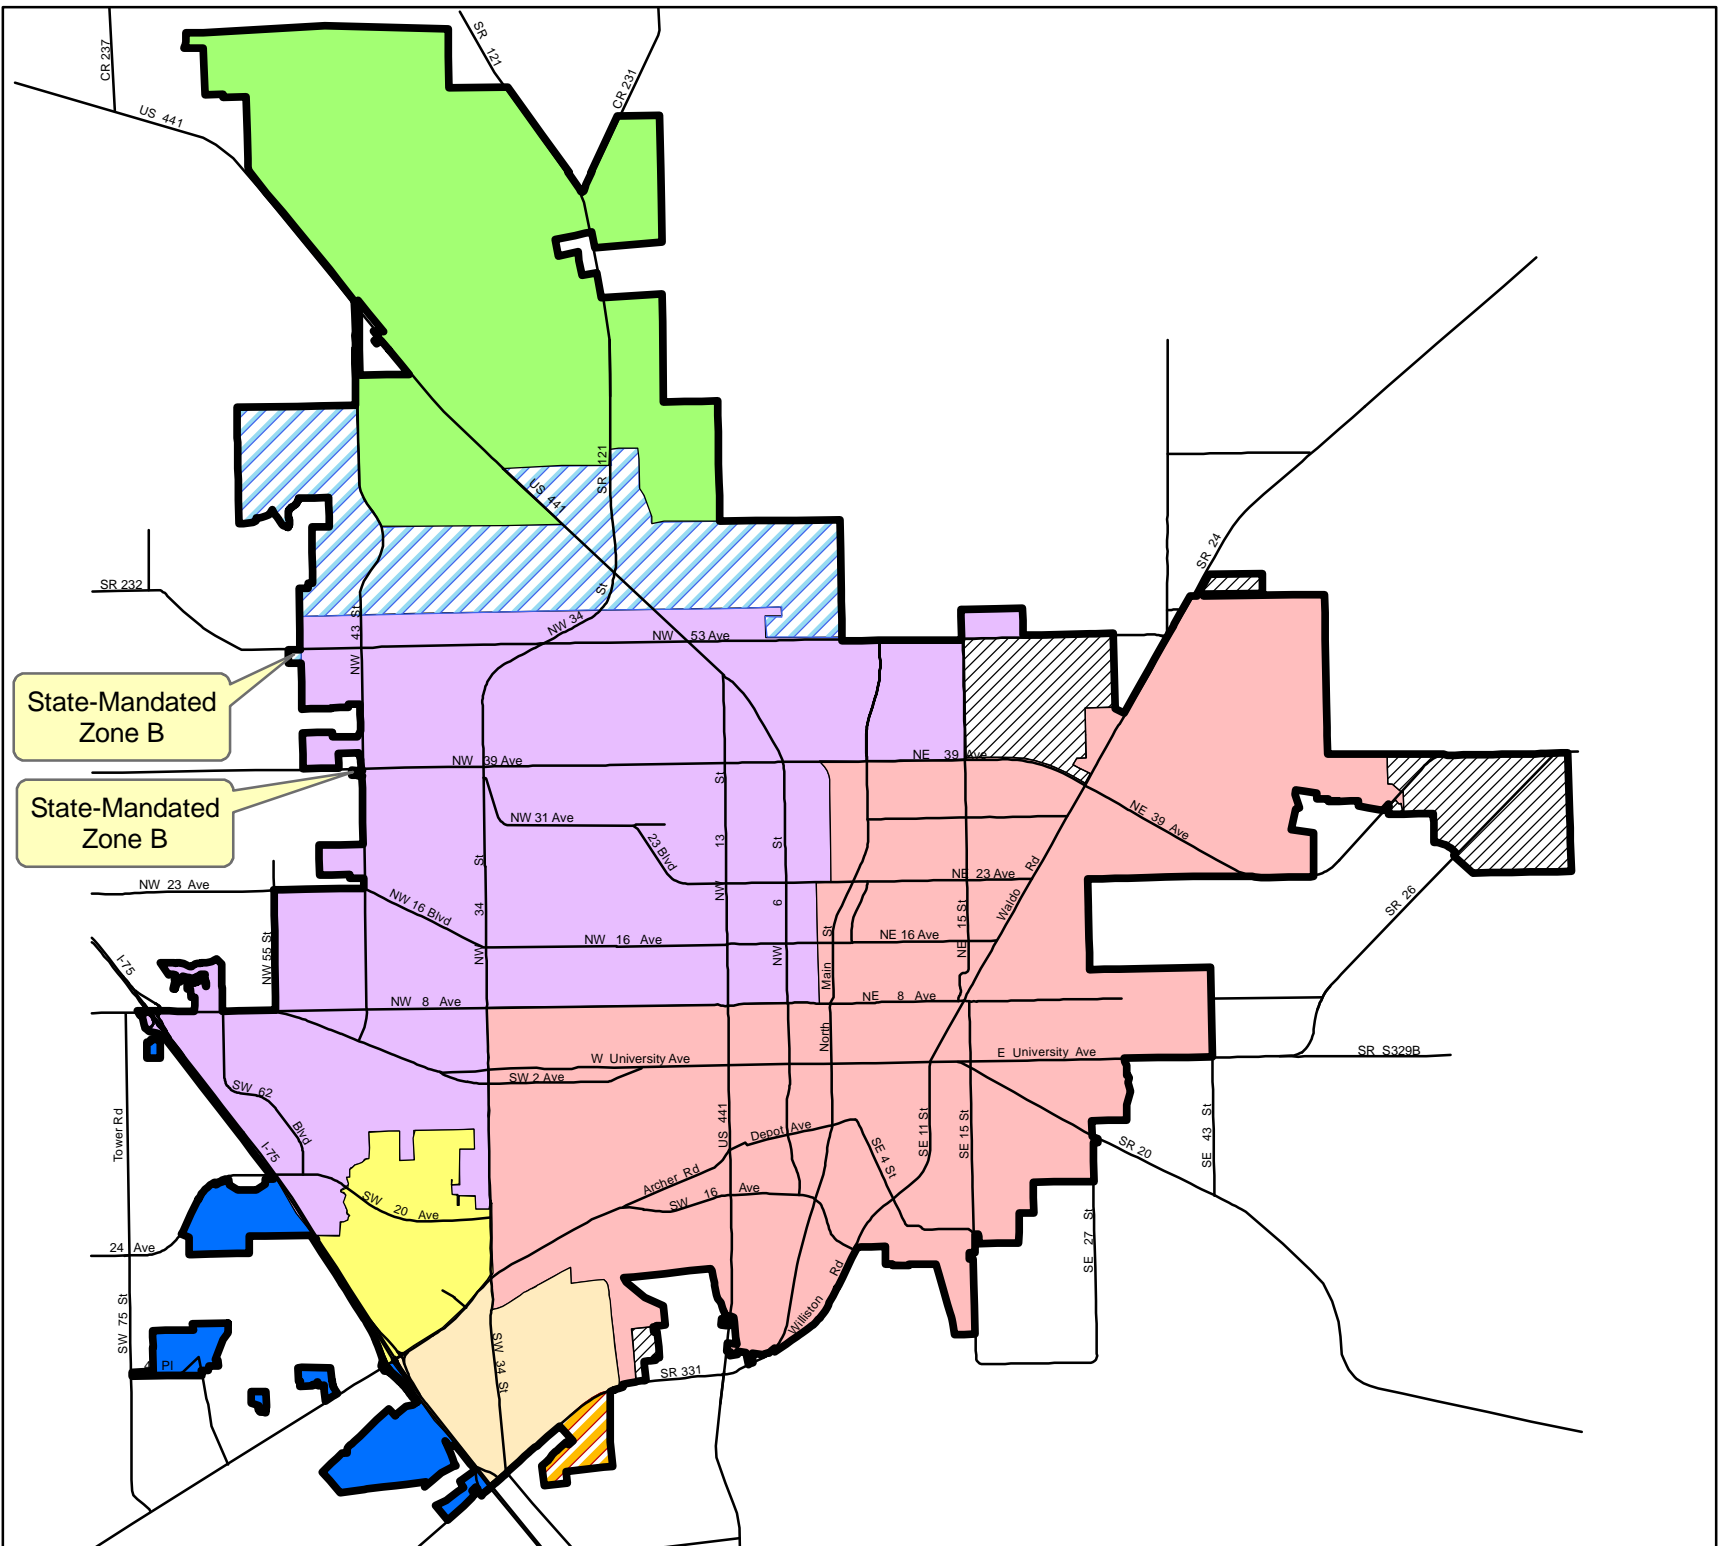 CR 237
SR 121
CR 231
US 441
SR 121
US 441
SR 24
SR 232
NW 43 St
NW 34 St
NW 53 Ave
State-Mandated
Zone B
NW 39 Ave
NE 39 Ave
State-Mandated
Zone B
NW 31 Ave
23 Blvd
NW 13 St
NW 6 St
NE 39 Ave
NW 34 St
NE 23 Ave
Waldo Rd
NW 23 Ave
NW 16 Blvd
NE 15 St
SR 26
NW 16 Ave
NE 16 Ave
NW 55 St
I-75
North Main St
NW 8 Ave
NE 8 Ave
W University Ave
E University Ave
SR S329B
SW 2 Ave
SW 62 Blvd
Tower Rd
I-75
US 441
Depot Ave
SE 4 St
SE 11 St
SE 15 St
SR 20
SE 43 St
Archer Rd
SW 16 Ave
SW 20 Ave
24 Ave
SE 27 St
SW 75 St
Williston Rd
SW 34 St
Pl
SR 331